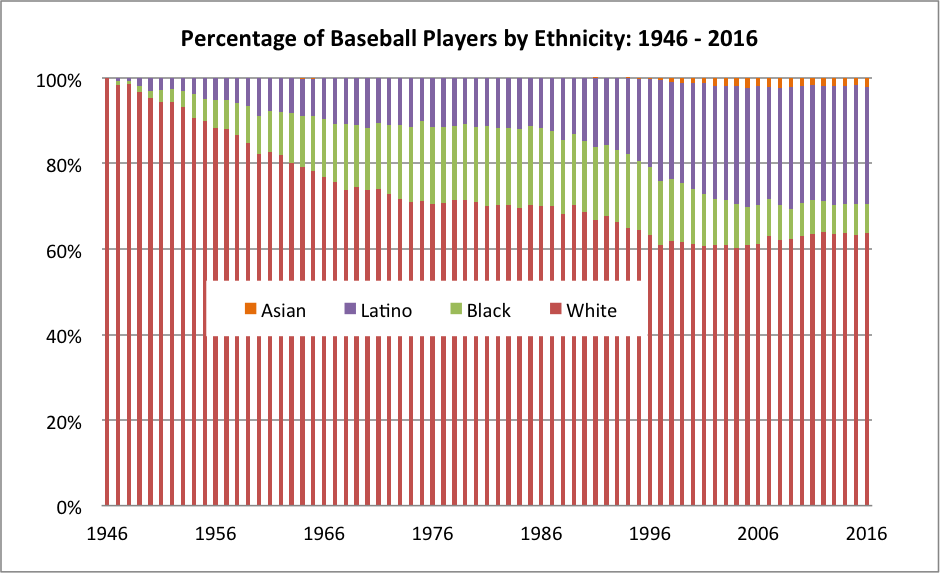 Percentage of Baseball Players by Ethnicity: 1946 - 2016
100%
80%
60%
Asian Latino Black White
40%
20%
0%
1946 1956 1966 1976 1986 1996 2006 2016